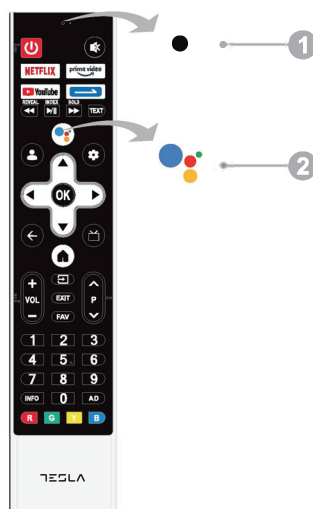 1
NETFLIX
prime video
YouTube
REVEAL INDEX HOLD
TEXT
2
OK
+
VOL
−
EXIT
P
FAV
1 2 3
4 5 6
7 8 9
INFO 0 AD
R G Y B
TESLA